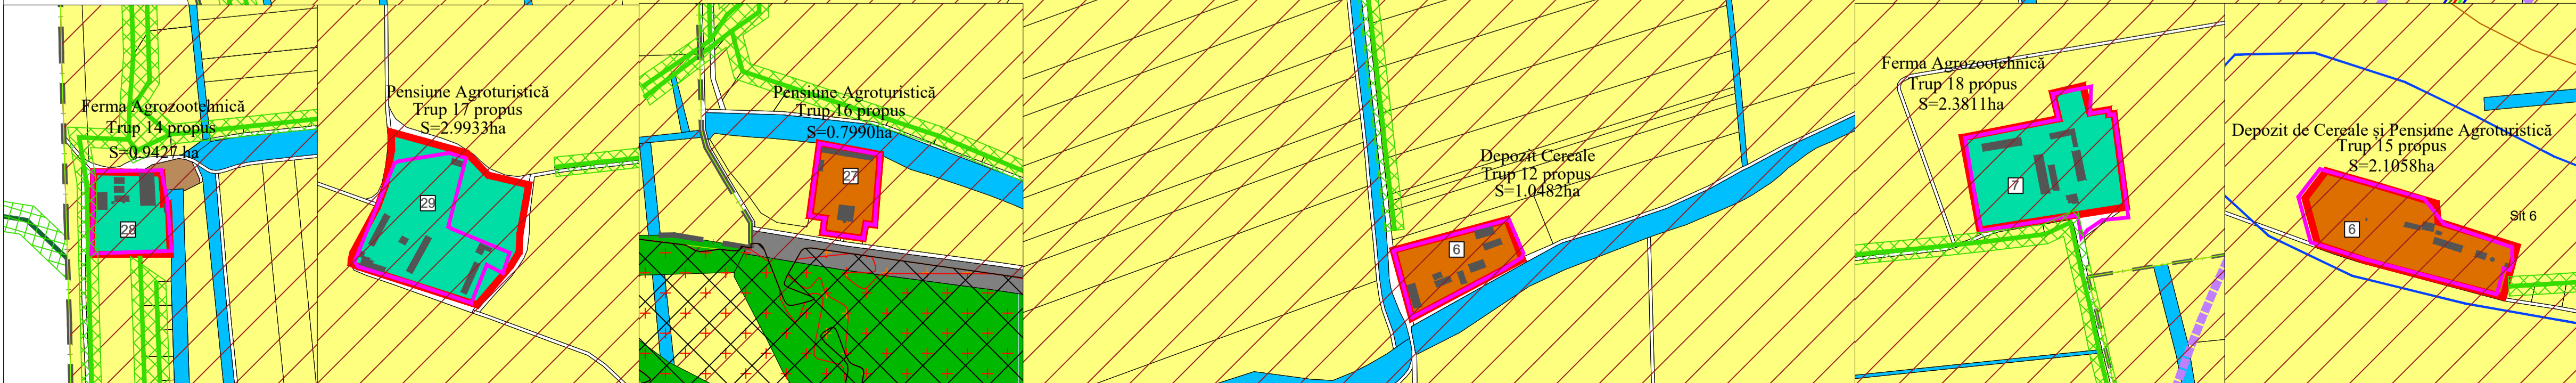 Ferma Agrozootehnică
Trup 14 propus
S=0.9427 ha
28
Pensiune Agroturistică
Trup 17 propus
S=2.9933ha
29
Pensiune Agroturistică
Trup 16 propus
S=0.7990ha
27
Depozit Cereale
Trup 12 propus
S=1.0482ha
6
Ferma Agrozootehnică
Trup 18 propus
S=2.3811ha
7
Depozit de Cereale și Pensiune Agroturistică
Trup 15 propus
S=2.1058ha
6
Sit 6